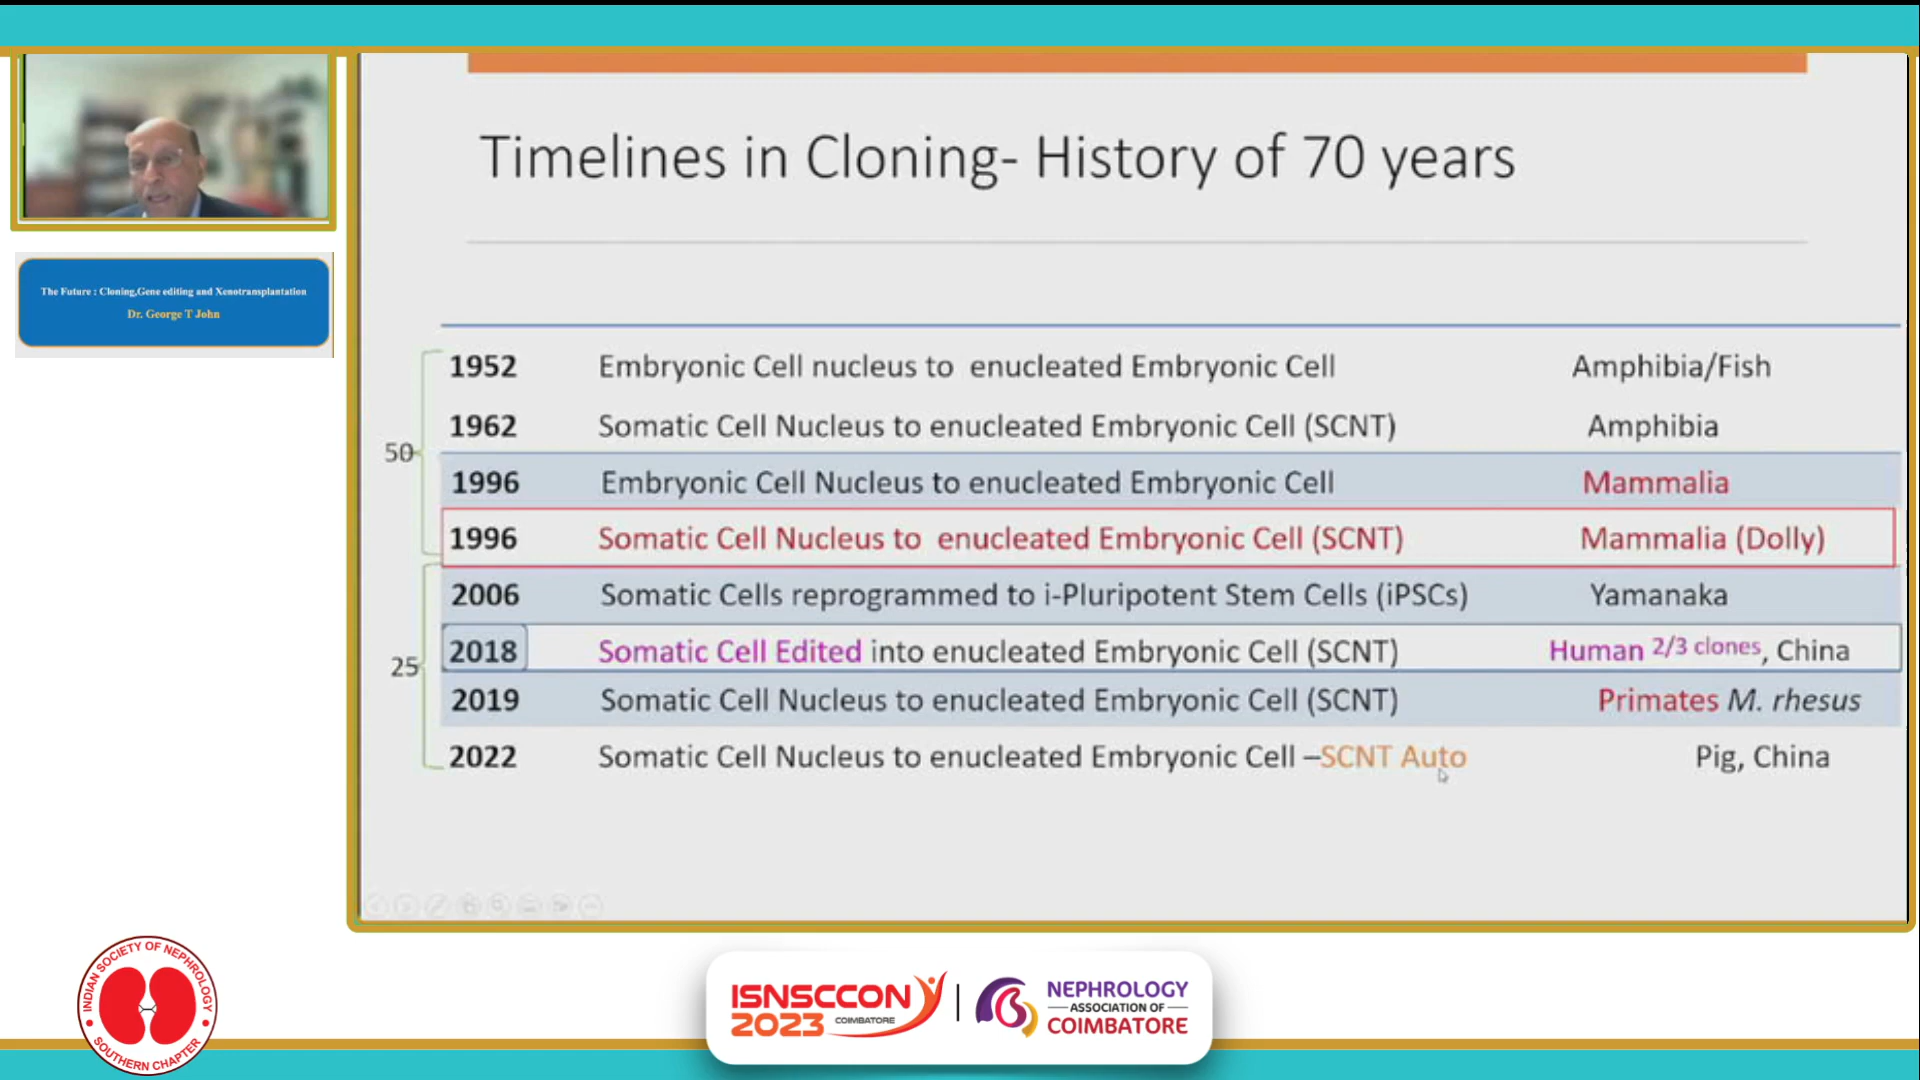 Timelines in Cloning- History of 70 years
The Future : Cloning,Gene editing and Xenotransplantation
Dr. George T John
50
25
1952 Embryonic Cell nucleus to enucleated Embryonic Cell Amphibia/Fish
1962 Somatic Cell Nucleus to enucleated Embryonic Cell (SCNT) Amphibia
1996 Embryonic Cell Nucleus to enucleated Embryonic Cell Mammalia
1996 Somatic Cell Nucleus to enucleated Embryonic Cell (SCNT) Mammalia (Dolly)
2006 Somatic Cells reprogrammed to i-Pluripotent Stem Cells (iPSCs) Yamanaka
2018 Somatic Cell Edited into enucleated Embryonic Cell (SCNT) Human 2/3 clones, China
2019 Somatic Cell Nucleus to enucleated Embryonic Cell (SCNT) Primates M. rhesus
2022 Somatic Cell Nucleus to enucleated Embryonic Cell –SCNT Auto Pig, China
INDIAN SOCIETY OF NEPHROLOGY
SOUTHERN CHAPTER
ISNSCCON
2023 COIMBATORE
NEPHROLOGY
ASSOCIATION OF
COIMBATORE